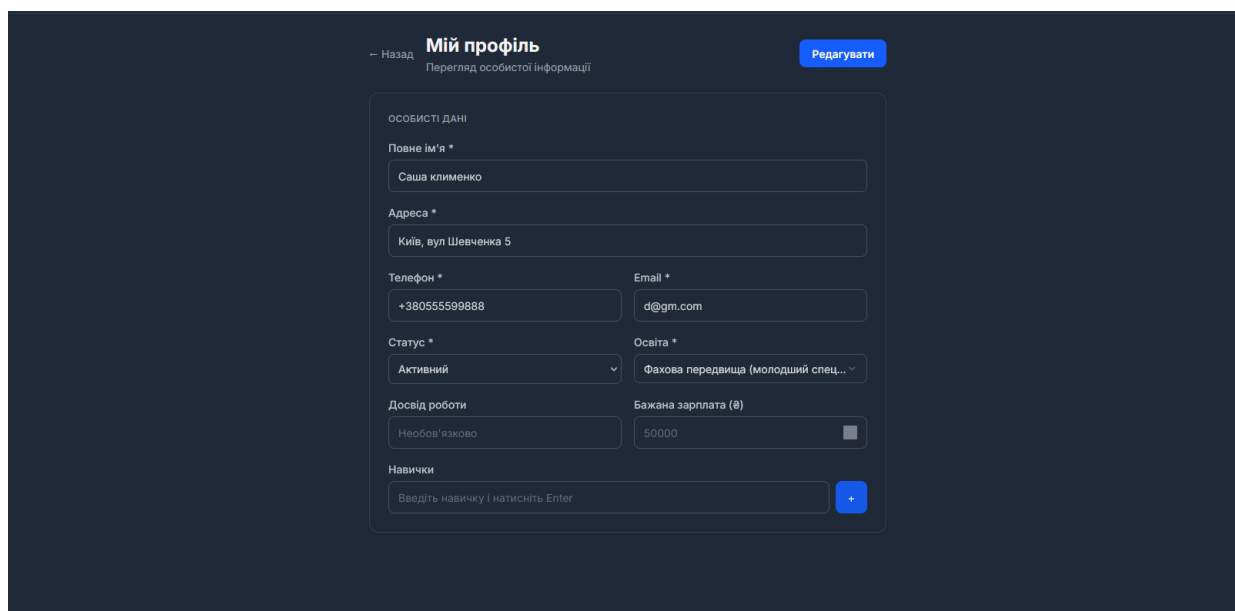 ← Назад
Мій профіль
Перегляд особистої інформації
Редагувати
ОСОБИСТІ ДАНІ
Повне ім'я *
Саша клименко
Адреса *
Київ, вул Шевченка 5
Телефон *
Email *
+380555599888
d@gm.com
Статус *
Освіта *
Активний
Фахова передвища (молодший спец...
Досвід роботи
Бажана зарплата (₴)
Необов'язково
50000
Навички
Введіть навичку і натисніть Enter
+